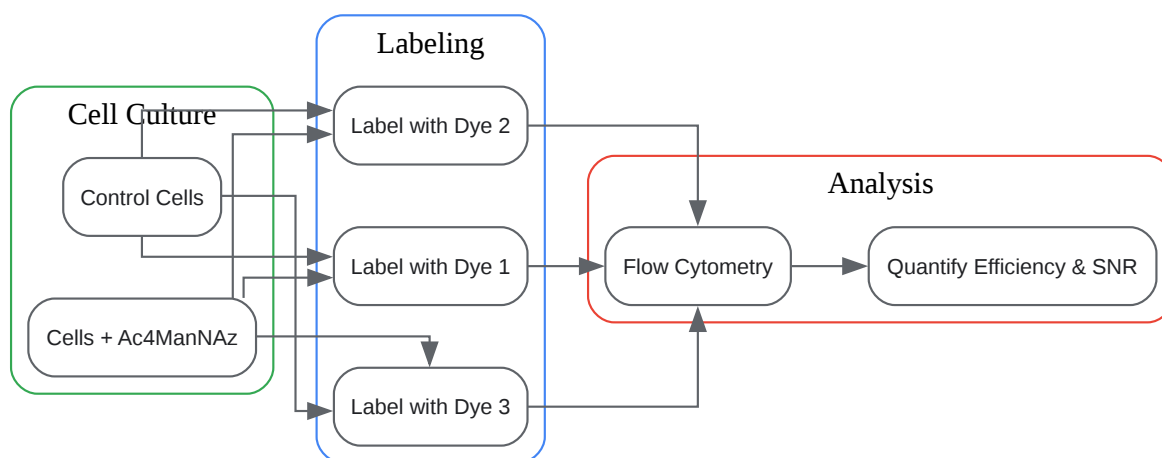 Cell Culture
Control Cells
Cells + Ac4ManNAz
Labeling
Label with Dye 2
Label with Dye 1
Label with Dye 3
Analysis
Flow Cytometry
Quantify Efficiency & SNR